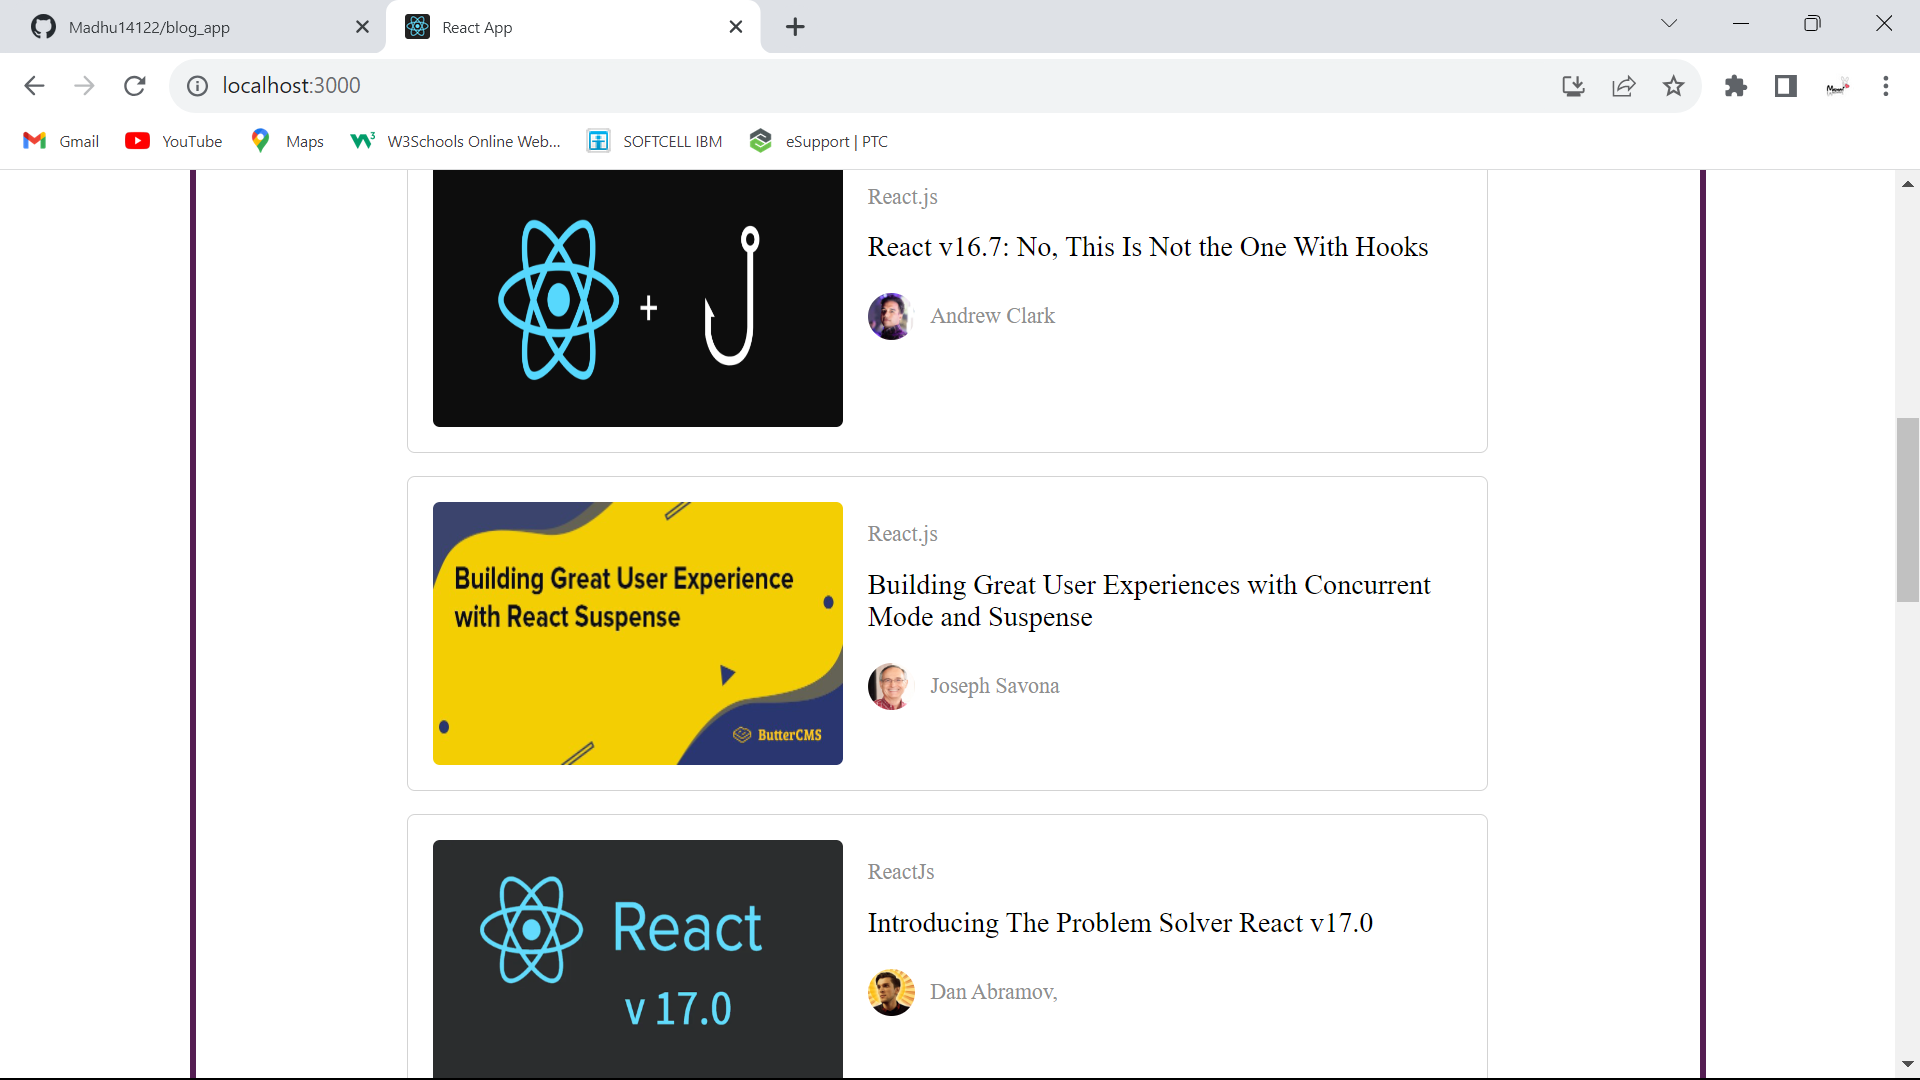 Madhu14122/blog_app
React App
localhost:3000
Gmail
YouTube
Maps
W3Schools Online Web...
SOFTCELL IBM
eSupport | PTC
+
React.js
React v16.7: No, This Is Not the One With Hooks
Andrew Clark
Building Great User Experience
with React Suspense
ButterCMS
React.js
Building Great User Experiences with Concurrent
Mode and Suspense
Joseph Savona
React
v 17.0
ReactJs
Introducing The Problem Solver React v17.0
Dan Abramov,